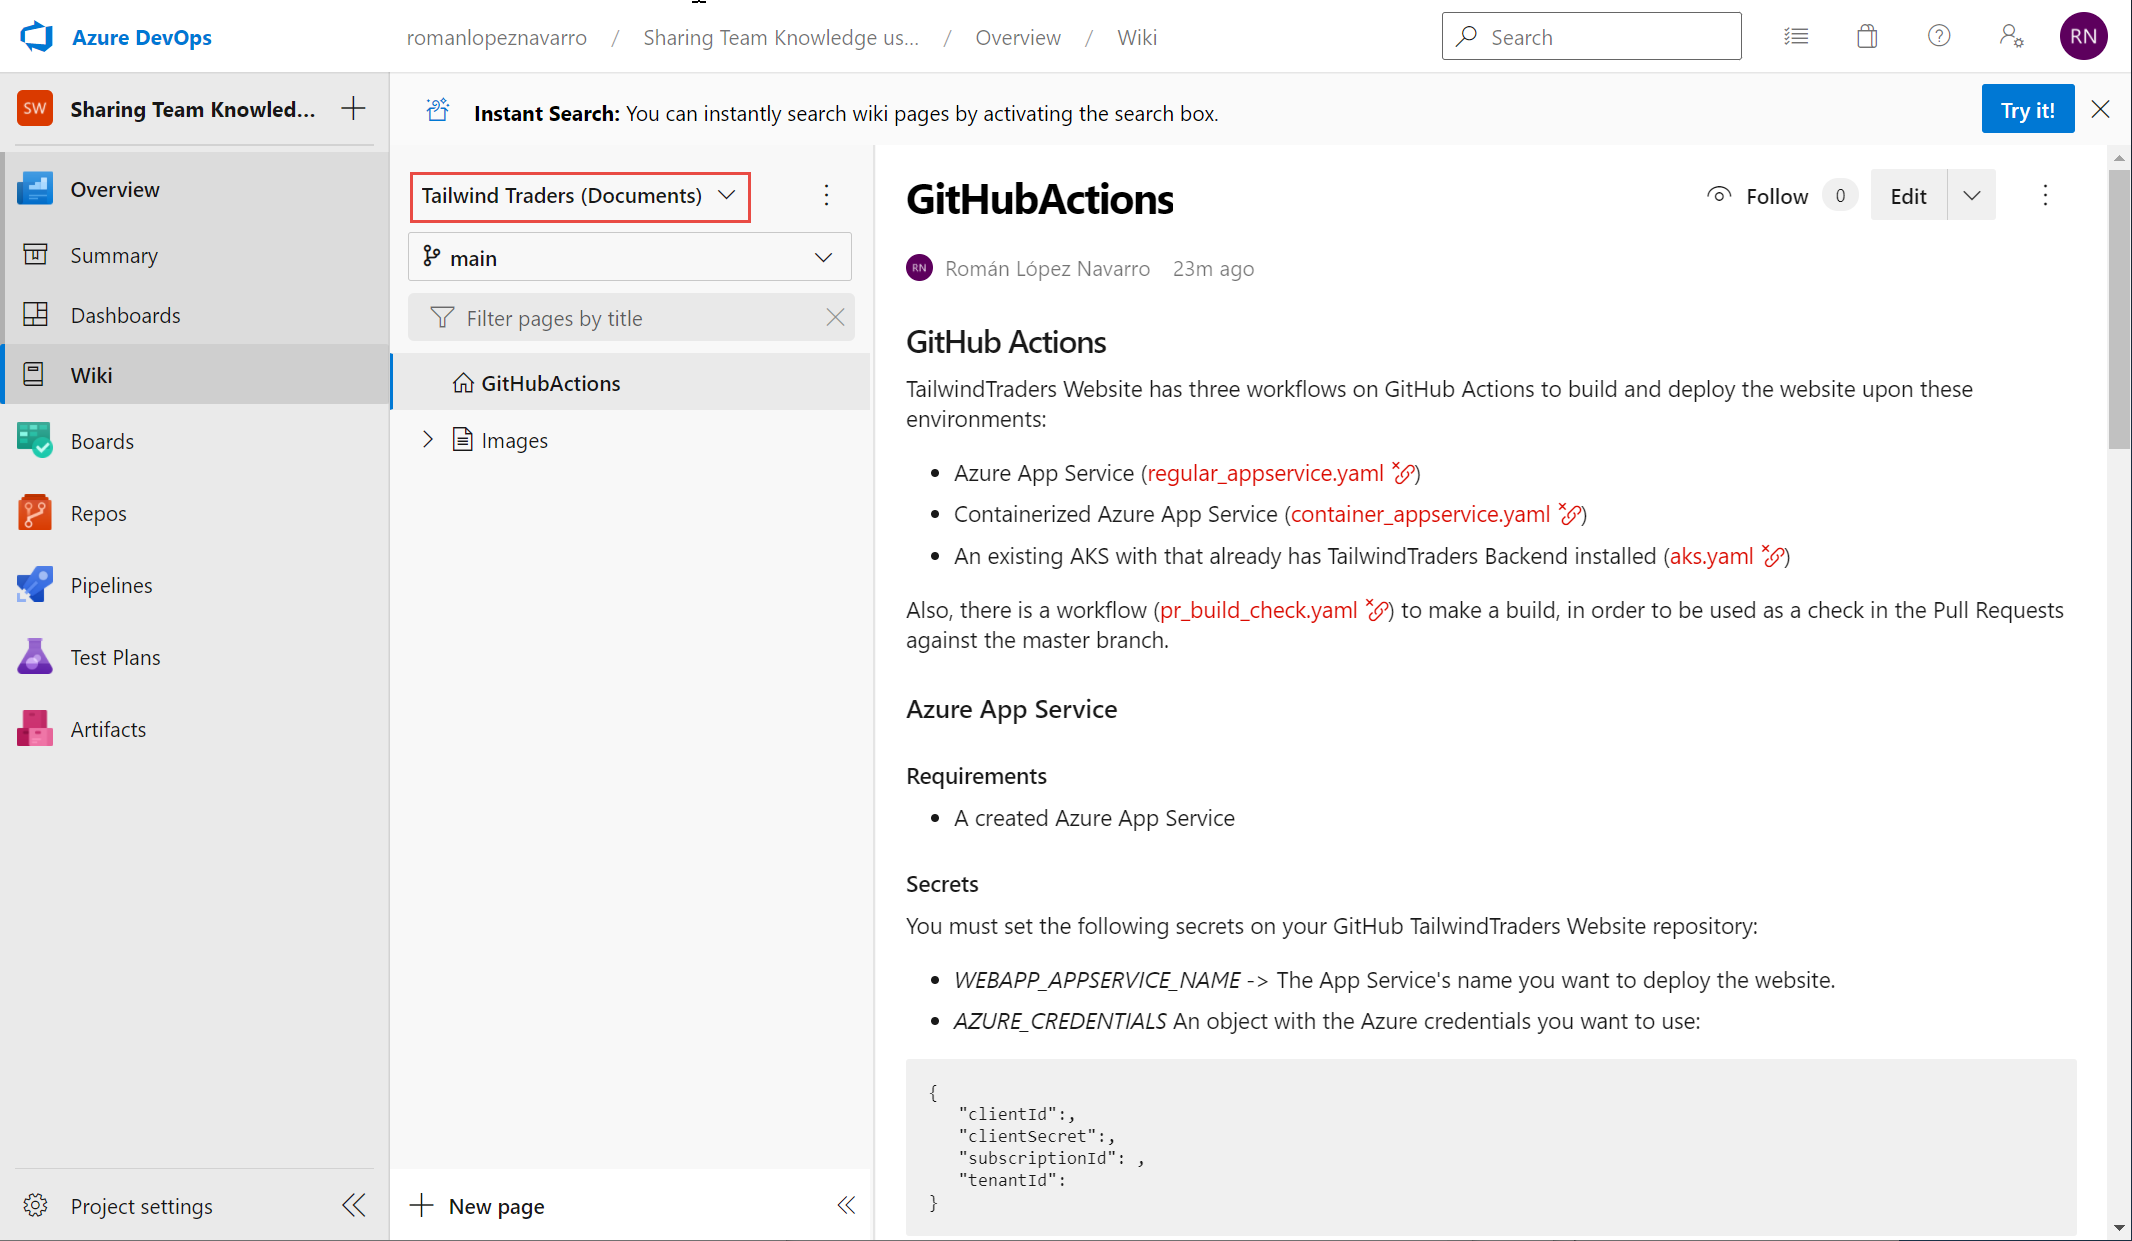 Azure DevOps
romanlopeznavarro / Sharing Team Knowledge us... / Overview / Wiki
Search
RN
SW
Sharing Team Knowled...
Instant Search: You can instantly search wiki pages by activating the search box.
Try it!
Overview
Summary
Dashboards
Wiki
Boards
Repos
Pipelines
Test Plans
Artifacts
Project settings
Tailwind Traders (Documents)
main
Filter pages by title
GitHubActions
Images
New page
GitHubActions
Follow 0
Edit
RN Román López Navarro 23m ago
GitHub Actions
TailwindTraders Website has three workflows on GitHub Actions to build and deploy the website upon these
environments:
• Azure App Service (regular_appservice.yaml)
• Containerized Azure App Service (container_appservice.yaml)
• An existing AKS with that already has TailwindTraders Backend installed (aks.yaml)
Also, there is a workflow (pr_build_check.yaml) to make a build, in order to be used as a check in the Pull Requests
against the master branch.
Azure App Service
Requirements
• A created Azure App Service
Secrets
You must set the following secrets on your GitHub TailwindTraders Website repository:
• WEBAPP_APPSERVICE_NAME -> The App Service's name you want to deploy the website.
• AZURE_CREDENTIALS An object with the Azure credentials you want to use:
{
"clientId":,
"clientSecret":,
"subscriptionId": ,
"tenantId":
}